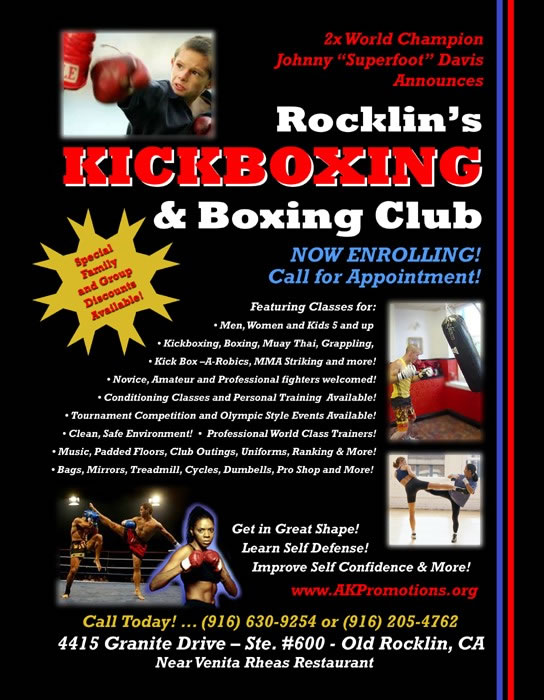 2x World Champion
Johnny “Superfoot” Davis
Announces
Rocklin’s
KICKBOXING
& Boxing Club
Special
Family
and Group
Discounts
Available!
NOW ENROLLING!
Call for Appointment!
Featuring Classes for:
• Men, Women and Kids 5 and up
• Kickboxing, Boxing, Muay Thai, Grappling,
• Kick Box –A-Robics, MMA Striking and more!
• Novice, Amateur and Professional fighters welcomed!
• Conditioning Classes and Personal Training Available!
• Tournament Competition and Olympic Style Events Available!
• Clean, Safe Environment! • Professional World Class Trainers!
• Music, Padded Floors, Club Outings, Uniforms, Ranking & More!
• Bags, Mirrors, Treadmill, Cycles, Dumbells, Pro Shop and More!
Get in Great Shape!
Learn Self Defense!
Improve Self Confidence & More!
www.AKPromotions.org
Call Today! ... (916) 630-9254 or (916) 205-4762
4415 Granite Drive – Ste. #600 - Old Rocklin, CA
Near Venita Rheas Restaurant